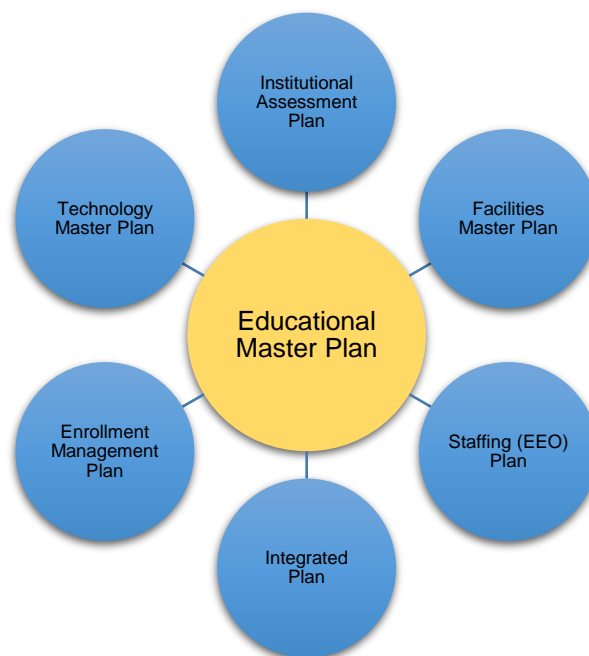 Institutional
Assessment
Plan
Technology
Master Plan
Facilities
Master Plan
Educational
Master Plan
Enrollment
Management
Plan
Staffing (EEO)
Plan
Integrated
Plan